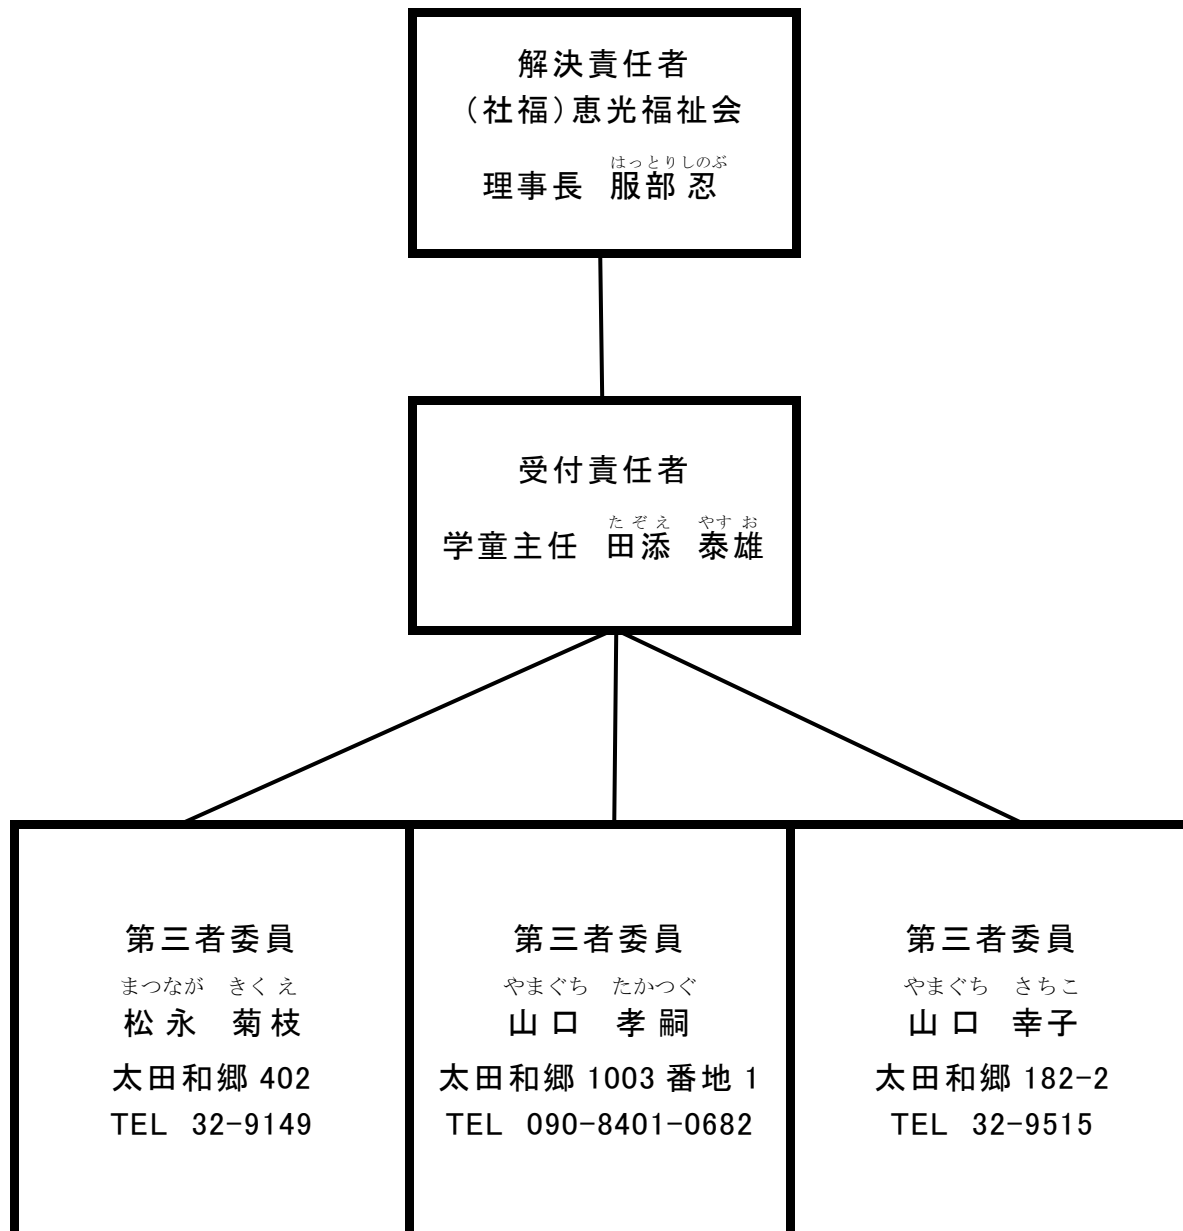 解決責任者
(社福)恵光福祉会
はっとりしのぶ
理事長 服部 忍
受付責任者
たぞえ やすお
学童主任 田添 泰雄
第三者委員
まつなが きくえ
松永 菊枝
太田和郷 402
TEL 32-9149
第三者委員
やまぐち たかつぐ
山口 孝嗣
太田和郷 1003 番地 1
TEL 090-8401-0682
第三者委員
やまぐち さちこ
山口 幸子
太田和郷 182-2
TEL 32-9515